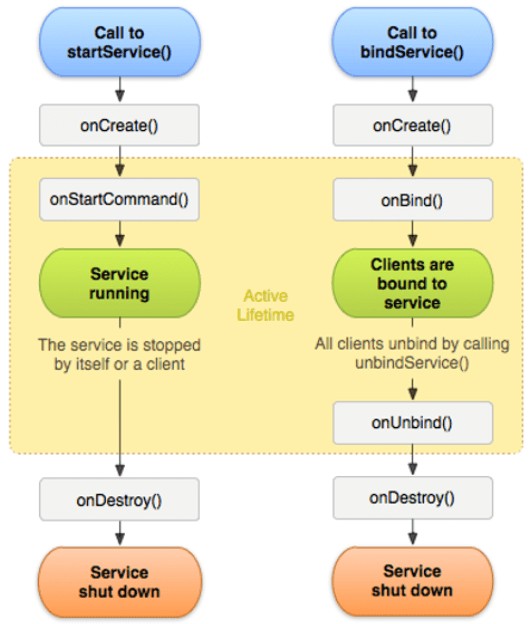 Call to
startService()
onCreate()
onStartCommand()
Service
running
The service is stopped
by itself or a client
onDestroy()
Service
shut down
Active
Lifetime
Call to
bindService()
onCreate()
onBind()
Clients are
bound to
service
All clients unbind by calling
unbindService()
onUnbind()
onDestroy()
Service
shut down